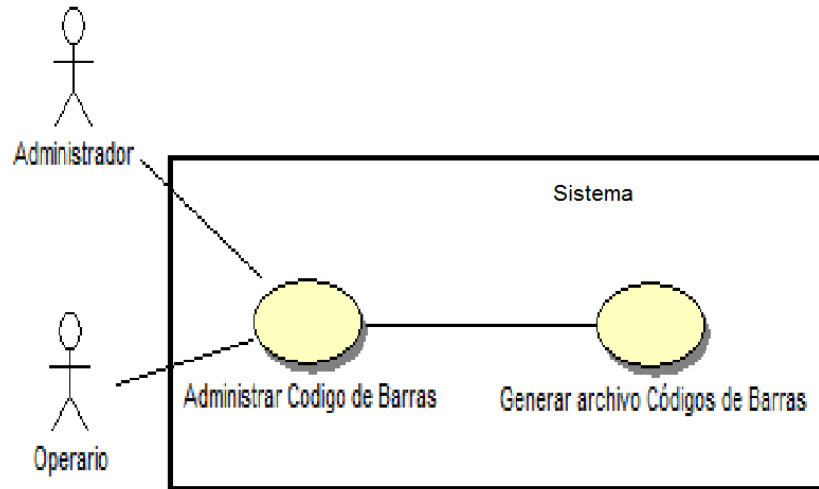 Administrador
Sistema
Administrar Codigo de Barras
Generar archivo Códigos de Barras
Operario